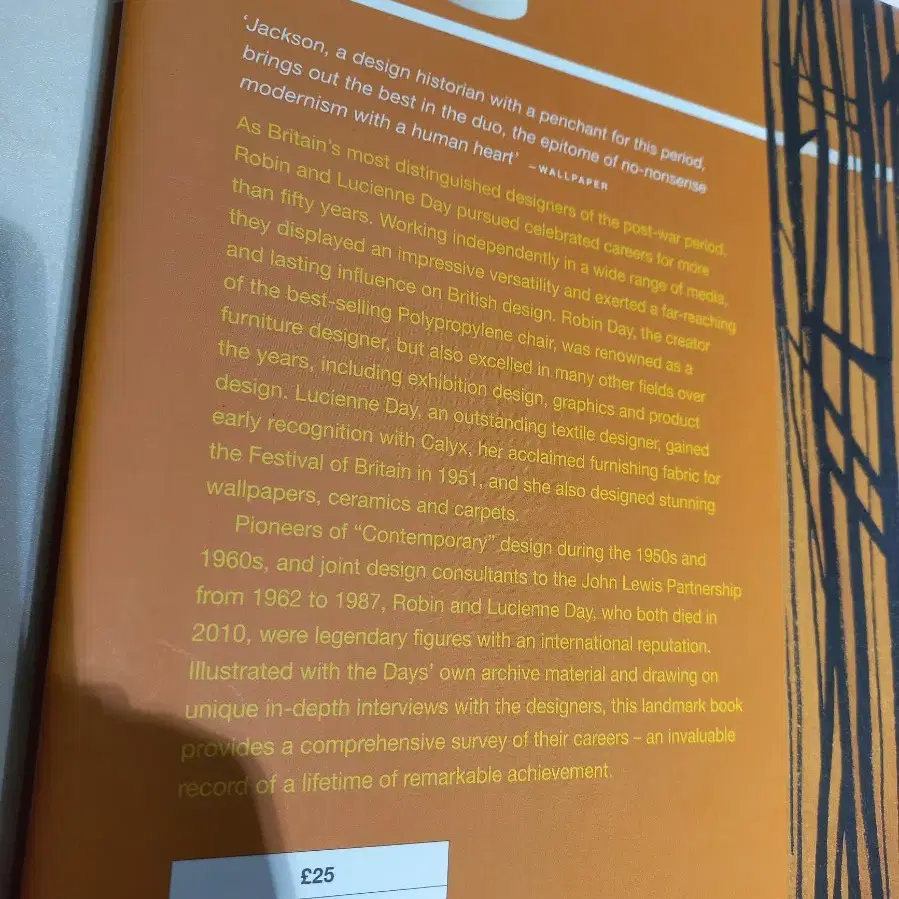 ‘Jackson, a design historian with a penchant for this period,
brings out the best in the duo, the epitome of no-nonsense
modernism with a human heart’ – WALLPAPER
As Britain’s most distinguished designers of the post-war period,
Robin and Lucienne Day pursued celebrated careers for more
than fifty years. Working independently in a wide range of media,
they displayed an impressive versatility and exerted a far-reaching
and lasting influence on British design. Robin Day, the creator
of the best-selling Polypropylene chair, was renowned as a
furniture designer, but also excelled in many other fields over
the years, including exhibition design, graphics and product
design. Lucienne Day, an outstanding textile designer, gained
early recognition with Calyx, her acclaimed furnishing fabric for
the Festival of Britain in 1951, and she also designed stunning
wallpapers, ceramics and carpets.
Pioneers of “Contemporary” design during the 1950s and
1960s, and joint design consultants to the John Lewis Partnership
from 1962 to 1987, Robin and Lucienne Day, who both died in
2010, were legendary figures with an international reputation.
Illustrated with the Days’ own archive material and drawing on
unique in-depth interviews with the designers, this landmark book
provides a comprehensive survey of their careers – an invaluable
record of a lifetime of remarkable achievement.
£25